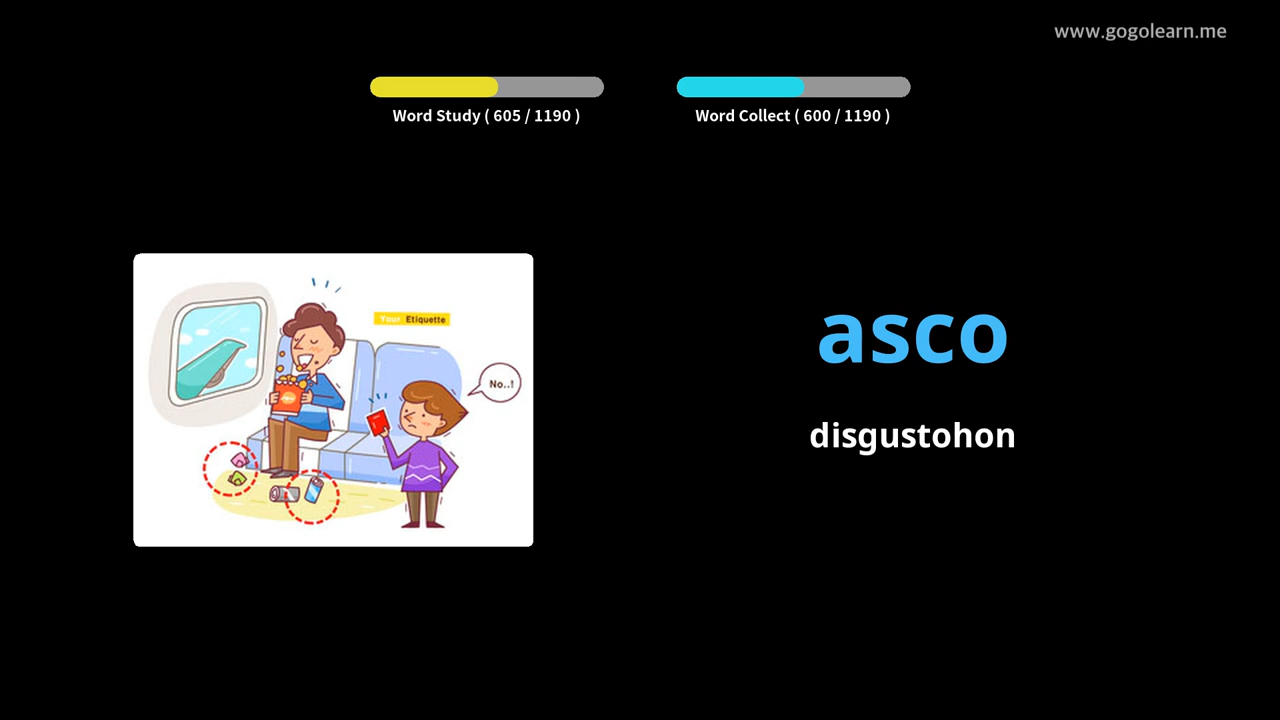 www.gogolearn.me
Word Study ( 605 / 1190 )
Word Collect ( 600 / 1190 )
Your Etiquette
No..!
asco
disgustohon